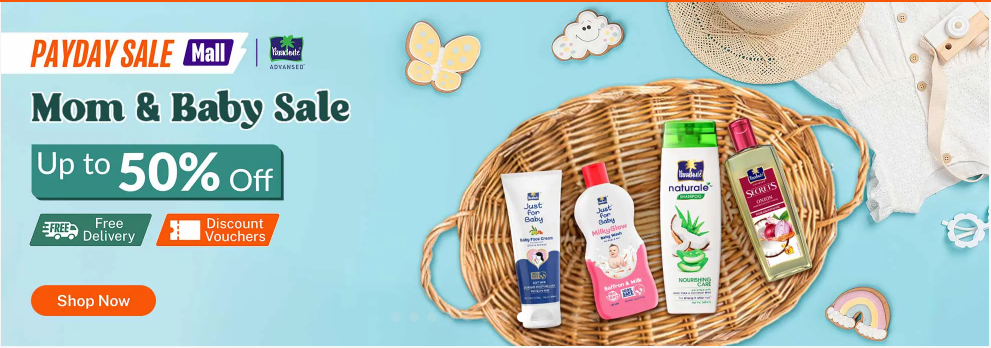 PAYDAY SALE Mall
Parachute
ADVANSED
Mom & Baby Sale
Up to 50% Off
FREE
Free
Delivery
Discount
Vouchers
Shop Now
Just
for
Baby
Baby Face Cream
Just
for
Baby
MilkyGlow
Baby Wash
Saffron & Milk
Parachute
naturale
SHAMPOO
NOURISHING
CARE
Parachute
SECRETS
ONION